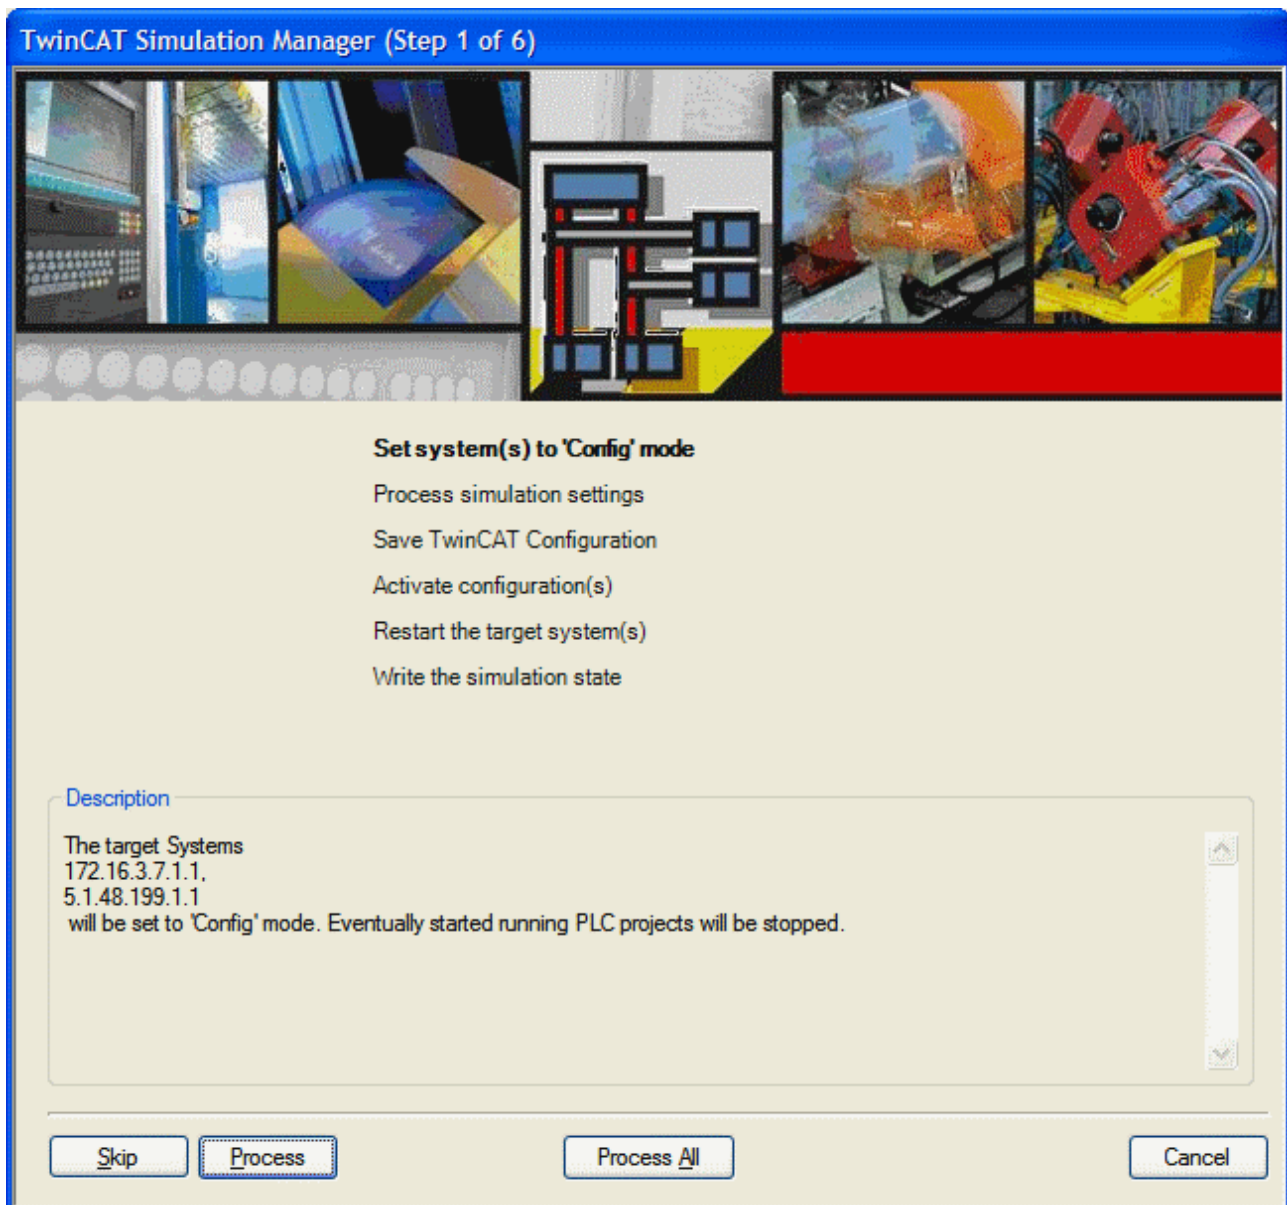 TwinCAT Simulation Manager (Step 1 of 6)
Set system(s) to 'Config' mode
Process simulation settings
Save TwinCAT Configuration
Activate configuration(s)
Restart the target system(s)
Write the simulation state
Description
The target Systems
172.16.3.7.1.1,
5.1.48.199.1.1
will be set to 'Config' mode. Eventually started running PLC projects will be stopped.
Skip Process Process All Cancel